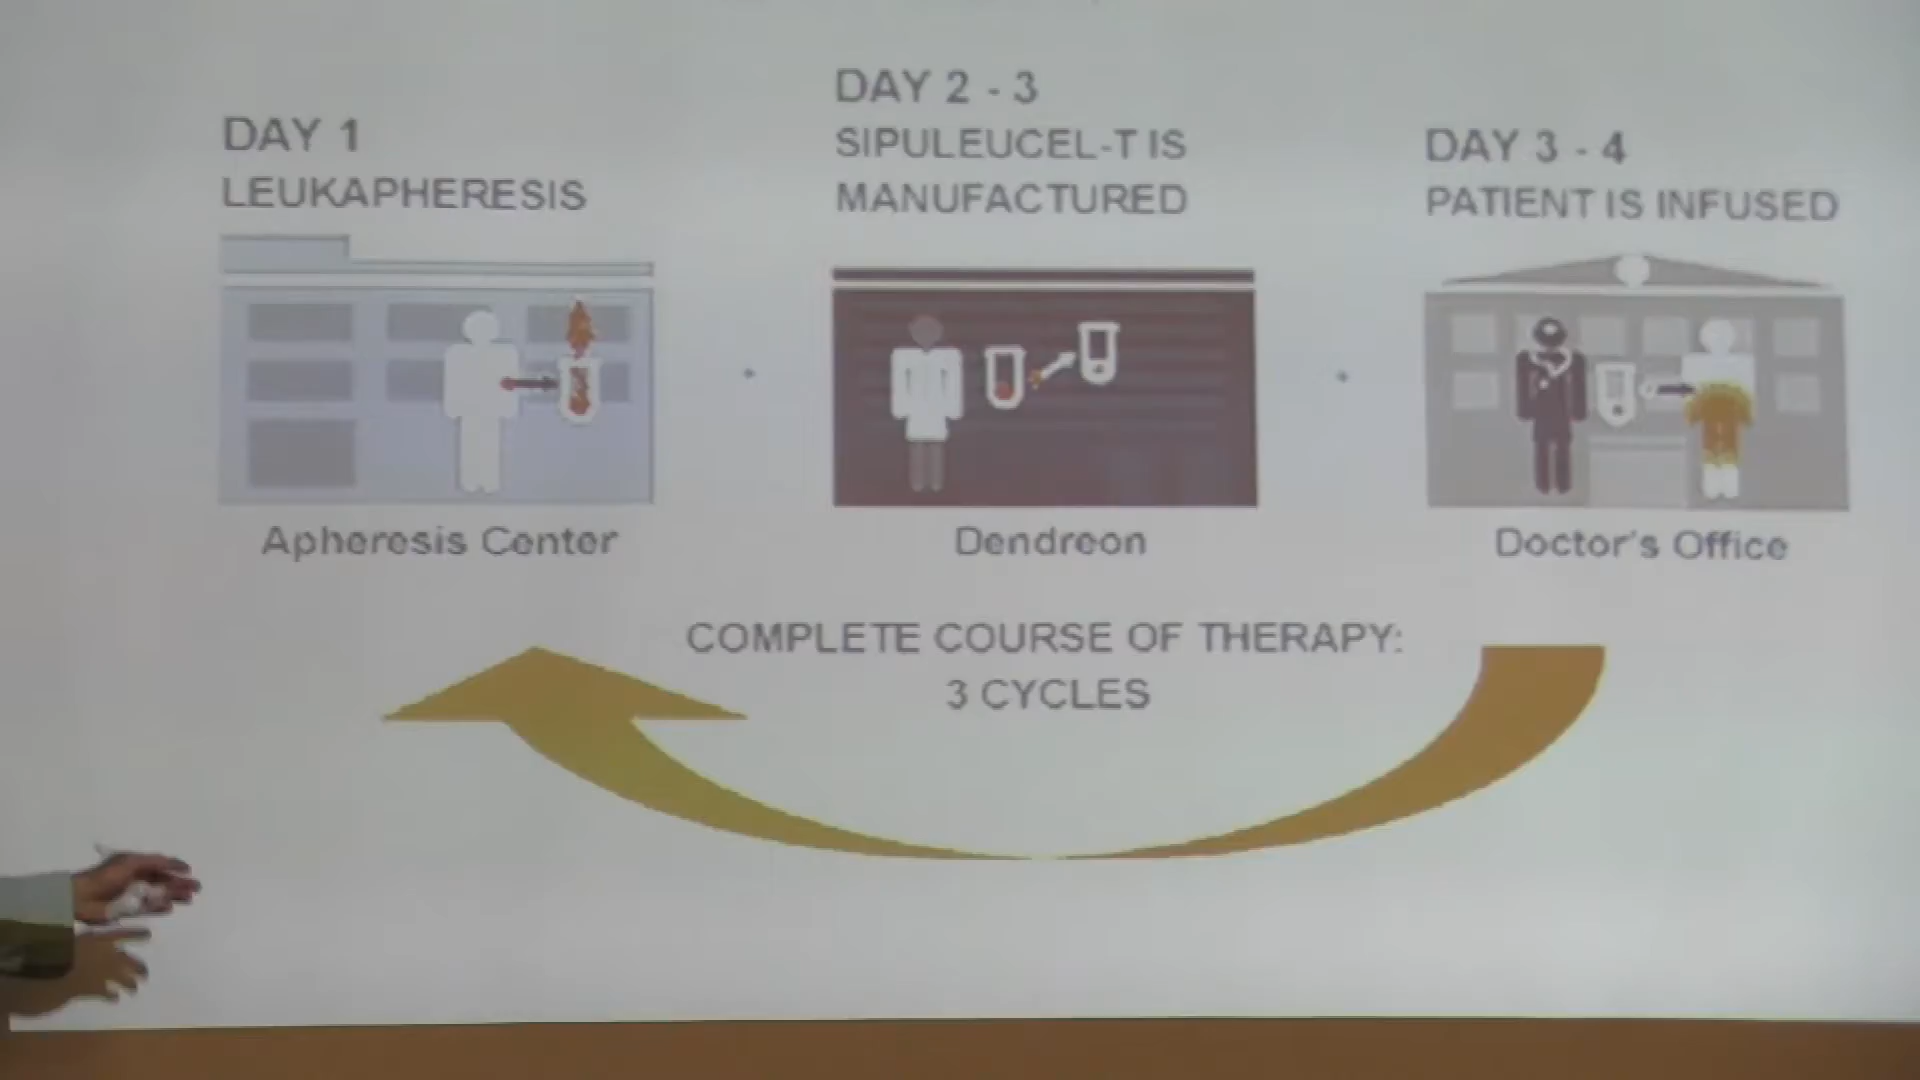 DAY 1
LEUKAPHERESIS
Apheresis Center
DAY 2 - 3
SIPULEUCEL-T IS
MANUFACTURED
Dendreon
DAY 3 - 4
PATIENT IS INFUSED
Doctor's Office
COMPLETE COURSE OF THERAPY:
3 CYCLES